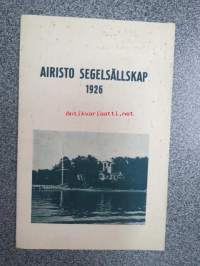 AIRISTO SEGELSÄLLSKAP
1926
antikvariaatti.net